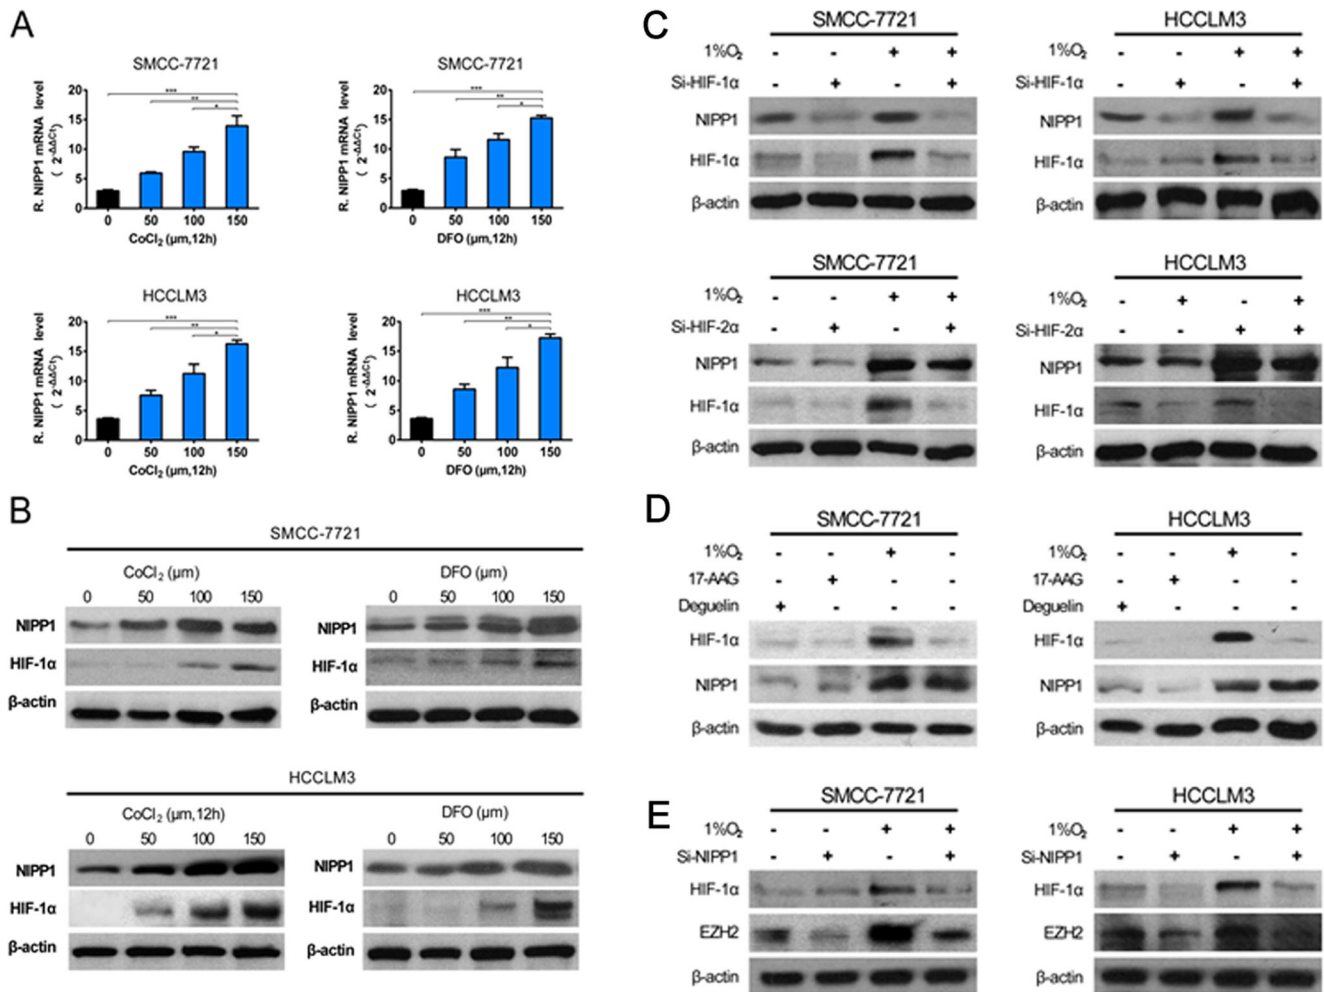 A
SMCC-7721
R. NIPP1 mRNA level
( 2^-ΔΔCt)
20
15
10
5
0
***
**
*
0 50 100 150
CoCl₂ (μm,12h)
SMCC-7721
R. NIPP1 mRNA level
( 2^-ΔΔCt)
20
15
10
5
0
***
**
*
0 50 100 150
DFO (μm,12h)
HCCLM3
R. NIPP1 mRNA level
( 2^-ΔΔCt)
20
15
10
5
0
***
**
*
0 50 100 150
CoCl₂ (μm,12h)
HCCLM3
R. NIPP1 mRNA level
( 2^-ΔΔCt)
20
15
10
5
0
***
**
*
0 50 100 150
DFO (μm,12h)
B
SMCC-7721
CoCl₂ (μm)
0 50 100 150
NIPP1
HIF-1α
β-actin
DFO (μm)
0 50 100 150
NIPP1
HIF-1α
β-actin
HCCLM3
CoCl₂ (μm,12h)
0 50 100 150
NIPP1
HIF-1α
β-actin
DFO (μm)
0 50 100 150
NIPP1
HIF-1α
β-actin
C
SMCC-7721
1%O₂ - - + +
Si-HIF-1α - + - +
NIPP1
HIF-1α
β-actin
HCCLM3
1%O₂ - - + +
Si-HIF-1α - + - +
NIPP1
HIF-1α
β-actin
SMCC-7721
1%O₂ - - + +
Si-HIF-2α - + - +
NIPP1
HIF-1α
β-actin
HCCLM3
1%O₂ - + - +
Si-HIF-2α - - + +
NIPP1
HIF-1α
β-actin
D
SMCC-7721
1%O₂ - - + -
17-AAG - + - -
Deguelin + - - -
HIF-1α
NIPP1
β-actin
HCCLM3
1%O₂ - - + -
17-AAG - + - -
Deguelin + - - -
HIF-1α
NIPP1
β-actin
E
SMCC-7721
1%O₂ - - + +
Si-NIPP1 - + - +
HIF-1α
EZH2
β-actin
HCCLM3
1%O₂ - - + +
Si-NIPP1 - + - +
HIF-1α
EZH2
β-actin